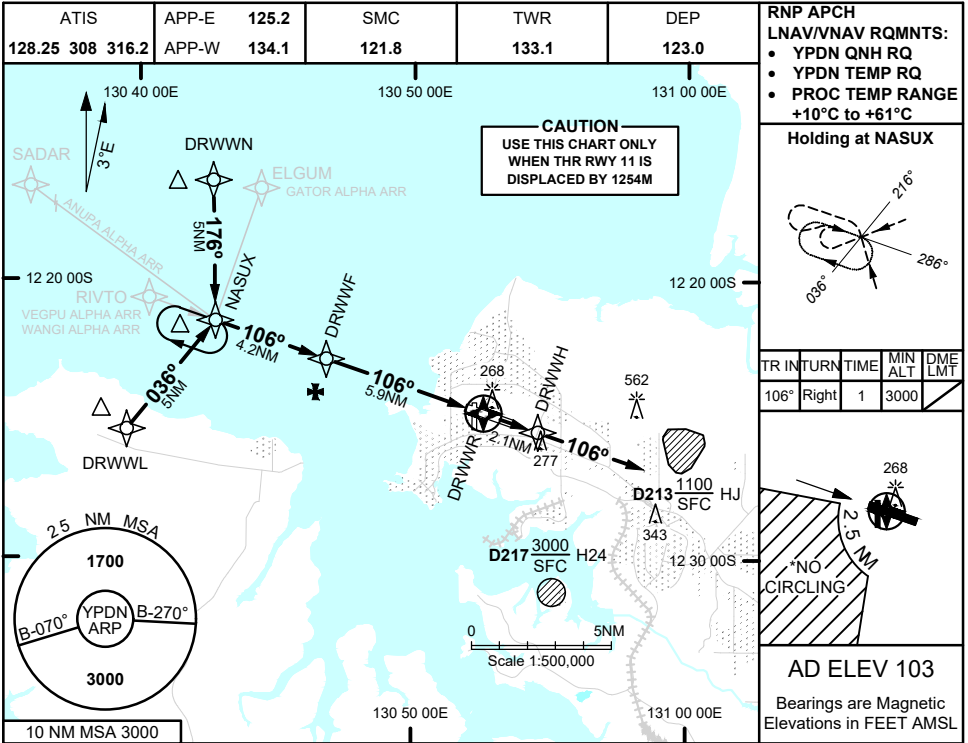 ATIS
128.25 308 316.2
APP-E 125.2
APP-W 134.1
SMC
121.8
TWR
133.1
DEP
123.0
RNP APCH
LNAV/VNAV RQMNTS:
• YPDN QNH RQ
• YPDN TEMP RQ
• PROC TEMP RANGE
+10°C to +61°C
130 40 00E
130 50 00E
131 00 00E
3°E
CAUTION
USE THIS CHART ONLY
WHEN THR RWY 11 IS
DISPLACED BY 1254M
SADAR
DRWWN
ELGUM
GATOR ALPHA ARR
ANUPA ALPHA ARR
176°
5NM
12 20 00S
12 20 00S
NASUX
RIVTO
VEGPU ALPHA ARR
WANGI ALPHA ARR
DRWWF
106°
4.2NM
106°
5.9NM
036°
5NM
DRWWL
268
DRWWH
562
DRWWR
2.1NM
277
106°
D213 1100 HJ
SFC
343
D217 3000 H24
SFC
12 30 00S
0 5NM
Scale 1:500,000
2.5 NM MSA
1700
YPDN
ARP
B-070°
B-270°
3000
10 NM MSA 3000
130 50 00E
131 00 00E
Holding at NASUX
216°
286°
036°
TR IN TURN TIME MIN ALT DME LMT
106° Right 1 3000
268
2.5 NM
*NO
CIRCLING
AD ELEV 103
Bearings are Magnetic
Elevations in FEET AMSL